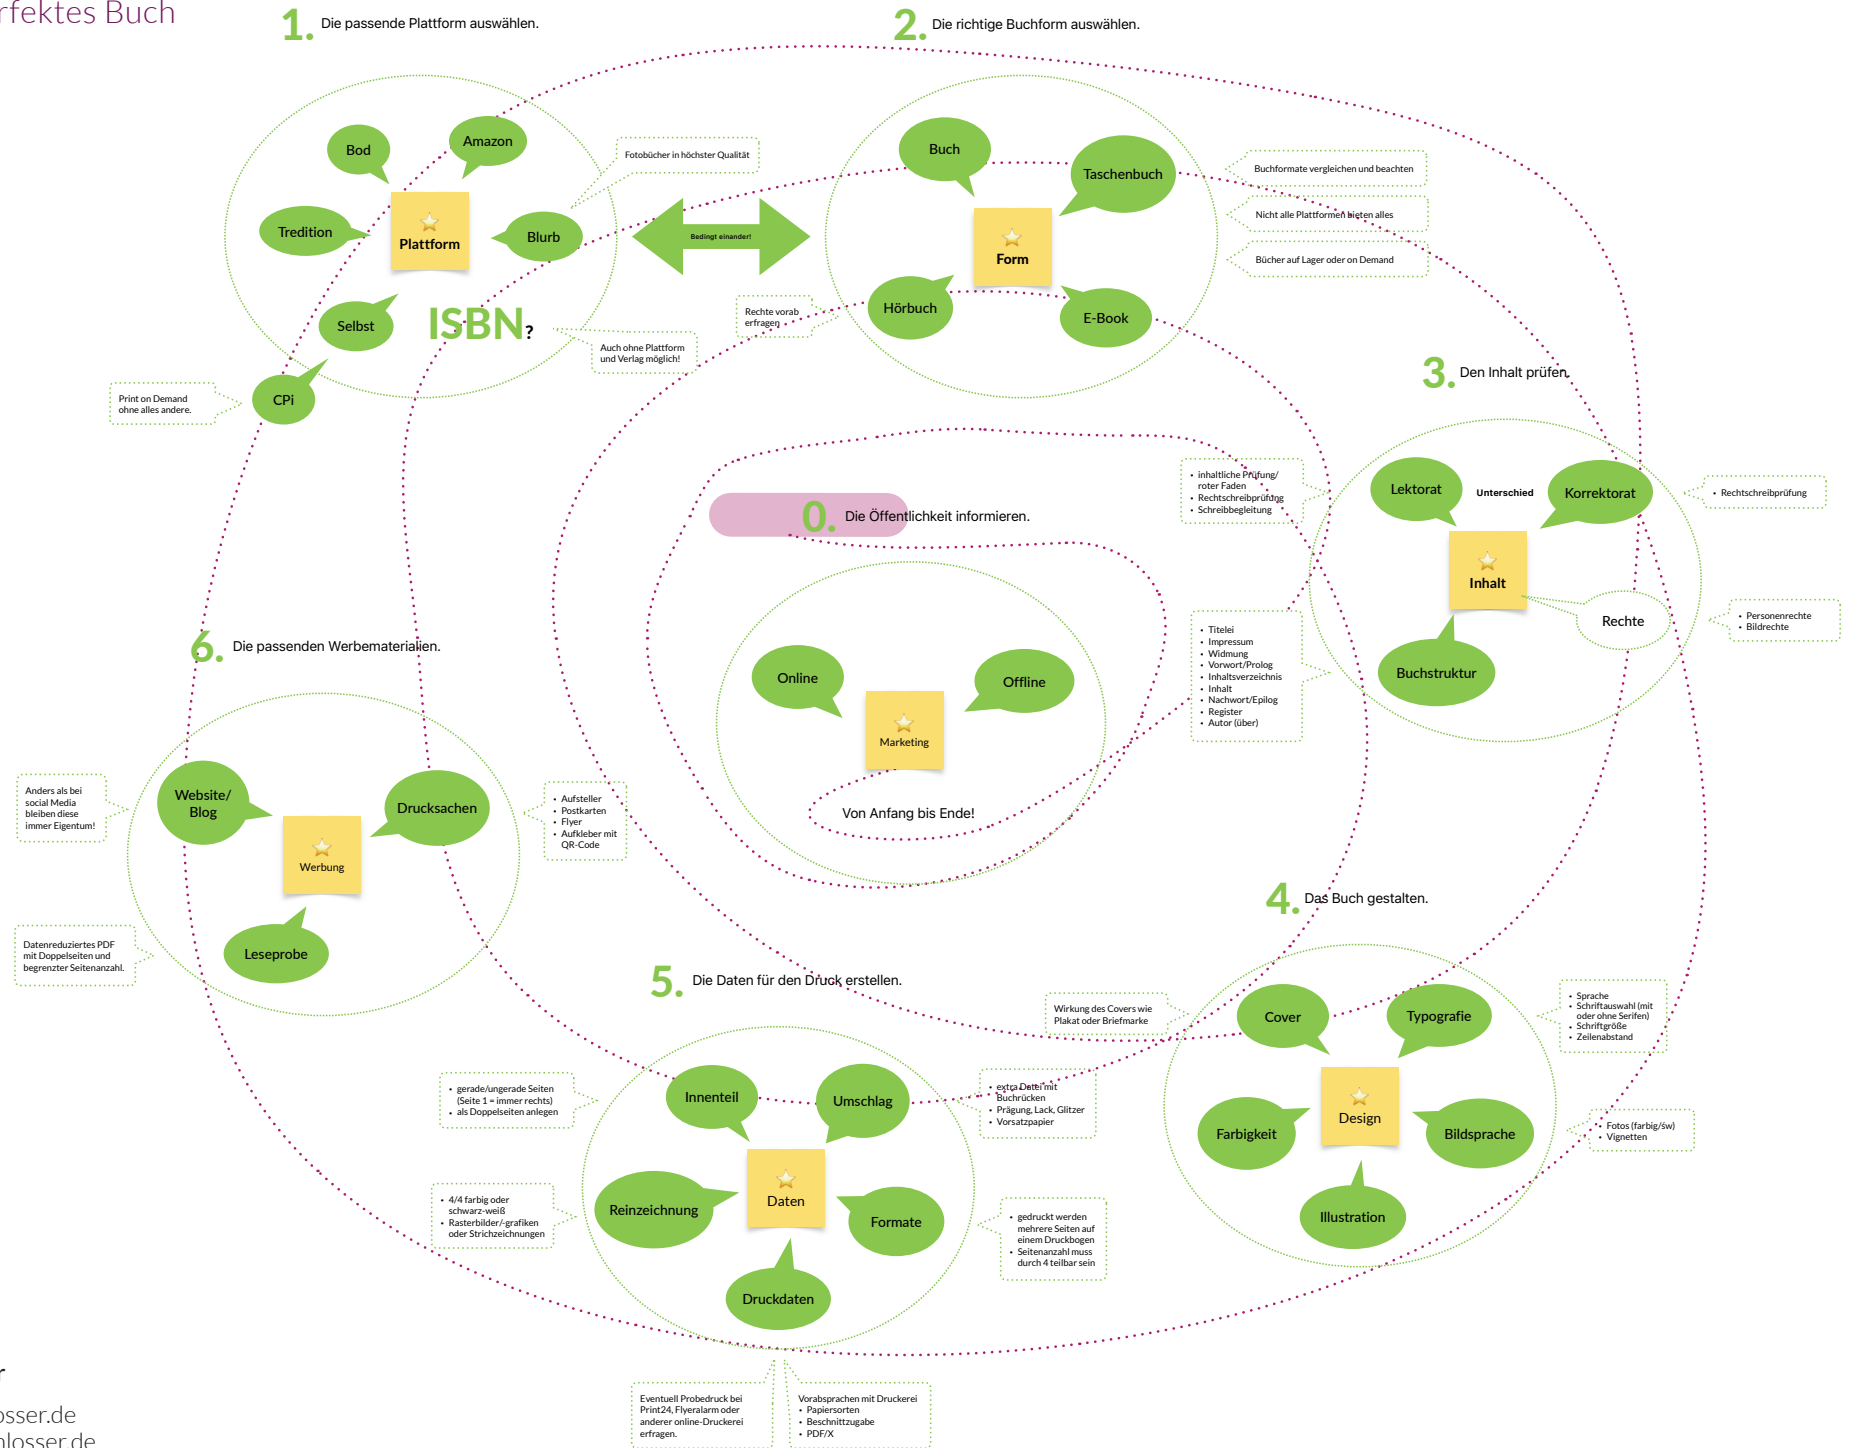 rfektes Buch
1. Die passende Plattform auswählen.
Bod
Amazon
Tredition
Plattform
Blurb
Selbst
ISBN?
CPi
Fotobücher in höchster Qualität
Auch ohne Plattform
und Verlag möglich!
Print on Demand
ohne alles andere.
Bedingt einander!
2. Die richtige Buchform auswählen.
Buch
Taschenbuch
Form
Hörbuch
E-Book
Buchformate vergleichen und beachten
Nicht alle Plattformen bieten alles
Bücher auf Lager oder on Demand
Rechte vorab
erfragen
3. Den Inhalt prüfen.
Lektorat
Unterschied
Korrektorat
Inhalt
Rechte
Buchstruktur
• inhaltliche Prüfung/
roter Faden
• Rechtschreibprüfung
• Schreibbegleitung
• Rechtschreibprüfung
• Personenrechte
• Bildrechte
• Titelei
• Impressum
• Widmung
• Vorwort/Prolog
• Inhaltsverzeichnis
• Inhalt
• Nachwort/Epilog
• Register
• Autor (über)
0. Die Öffentlichkeit informieren.
Online
Offline
Marketing
Von Anfang bis Ende!
6. Die passenden Werbematerialien.
Website/
Blog
Drucksachen
Werbung
Leseprobe
Anders als bei
social Media
bleiben diese
immer Eigentum!
• Aufsteller
• Postkarten
• Flyer
• Aufkleber mit
QR-Code
Datenreduziertes PDF
mit Doppelseiten und
begrenzter Seitenanzahl.
4. Das Buch gestalten.
Cover
Typografie
Design
Farbigkeit
Bildsprache
Illustration
Wirkung des Covers wie
Plakat oder Briefmarke
• Sprache
• Schriftauswahl (mit
oder ohne Serifen)
• Schriftgröße
• Zeilenabstand
• Fotos (farbig/św)
• Vignetten
5. Die Daten für den Druck erstellen.
Innenteil
Umschlag
Daten
Reinzeichnung
Formate
Druckdaten
• gerade/ungerade Seiten
(Seite 1 = immer rechts)
• als Doppelseiten anlegen
• extra Datei mit
Buchrücken
• Prägung, Lack, Glitzer
• Vorsatzpapier
• 4/4 farbig oder
schwarz-weiß
• Rasterbilder/-grafiken
oder Strichzeichnungen
• gedruckt werden
mehrere Seiten auf
einem Druckbogen
• Seitenanzahl muss
durch 4 teilbar sein
Eventuell Probedruck bei
Print24, Flyeralarm oder
anderer online-Druckerei
erfragen.
Vorabsprachen mit Druckerei
• Papiersorten
• Beschnittzugabe
• PDF/X
r
osser.de
hlosser.de